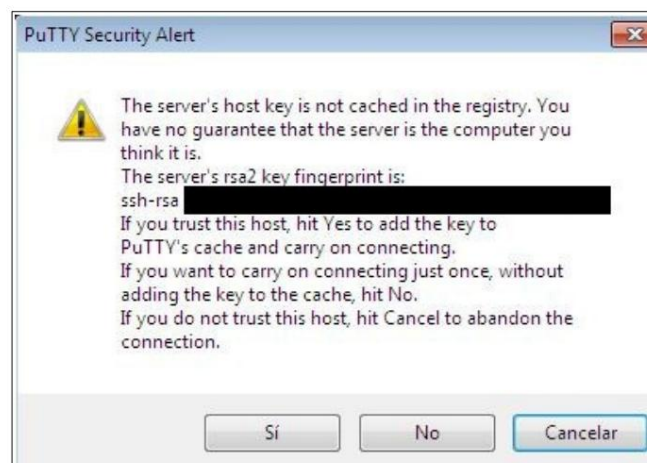 PuTTY Security Alert
The server's host key is not cached in the registry. You
have no guarantee that the server is the computer you
think it is.
The server's rsa2 key fingerprint is:
ssh-rsa
If you trust this host, hit Yes to add the key to
PuTTY's cache and carry on connecting.
If you want to carry on connecting just once, without
adding the key to the cache, hit No.
If you do not trust this host, hit Cancel to abandon the
connection.
Sí
No
Cancelar